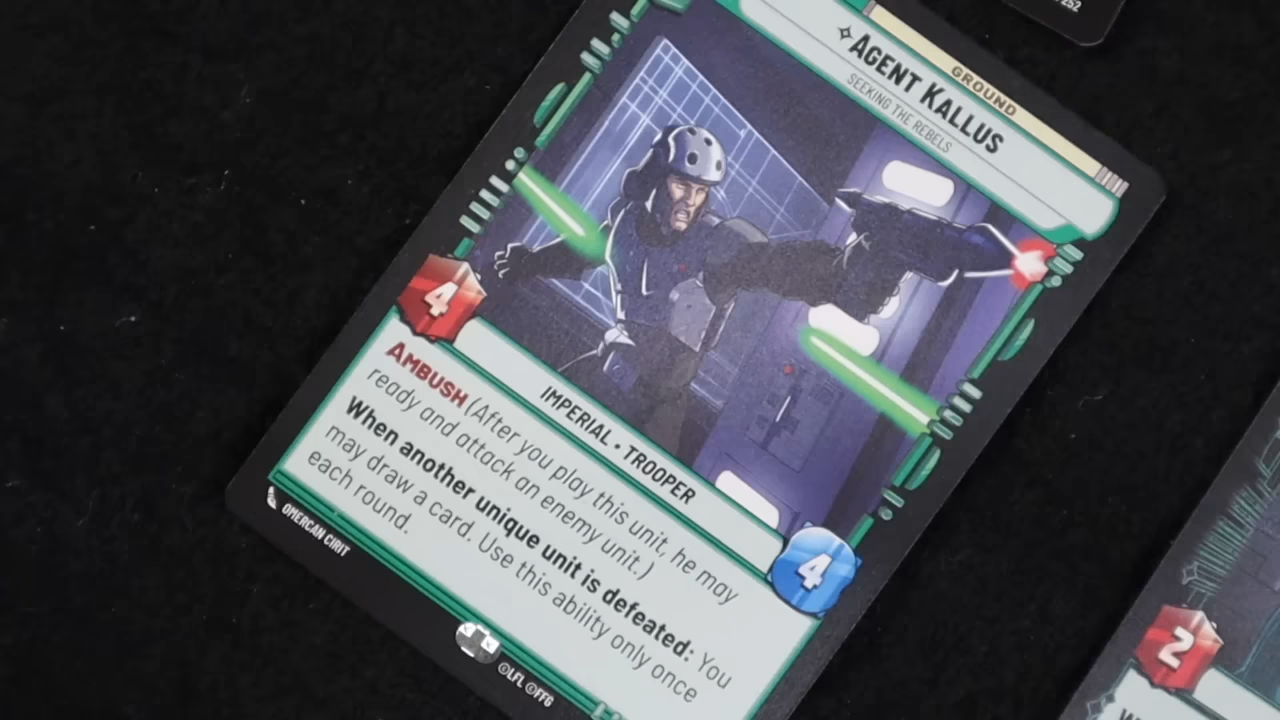 GROUND
AGENT KALLUS
SEEKING THE REBELS
4
IMPERIAL • TROOPER
4
AMBUSH (After you play this unit, he may
ready and attack an enemy unit.)
When another unique unit is defeated: You
may draw a card. Use this ability only once
each round.
OMERCAN CIRIT
©LFL ©FFG
2